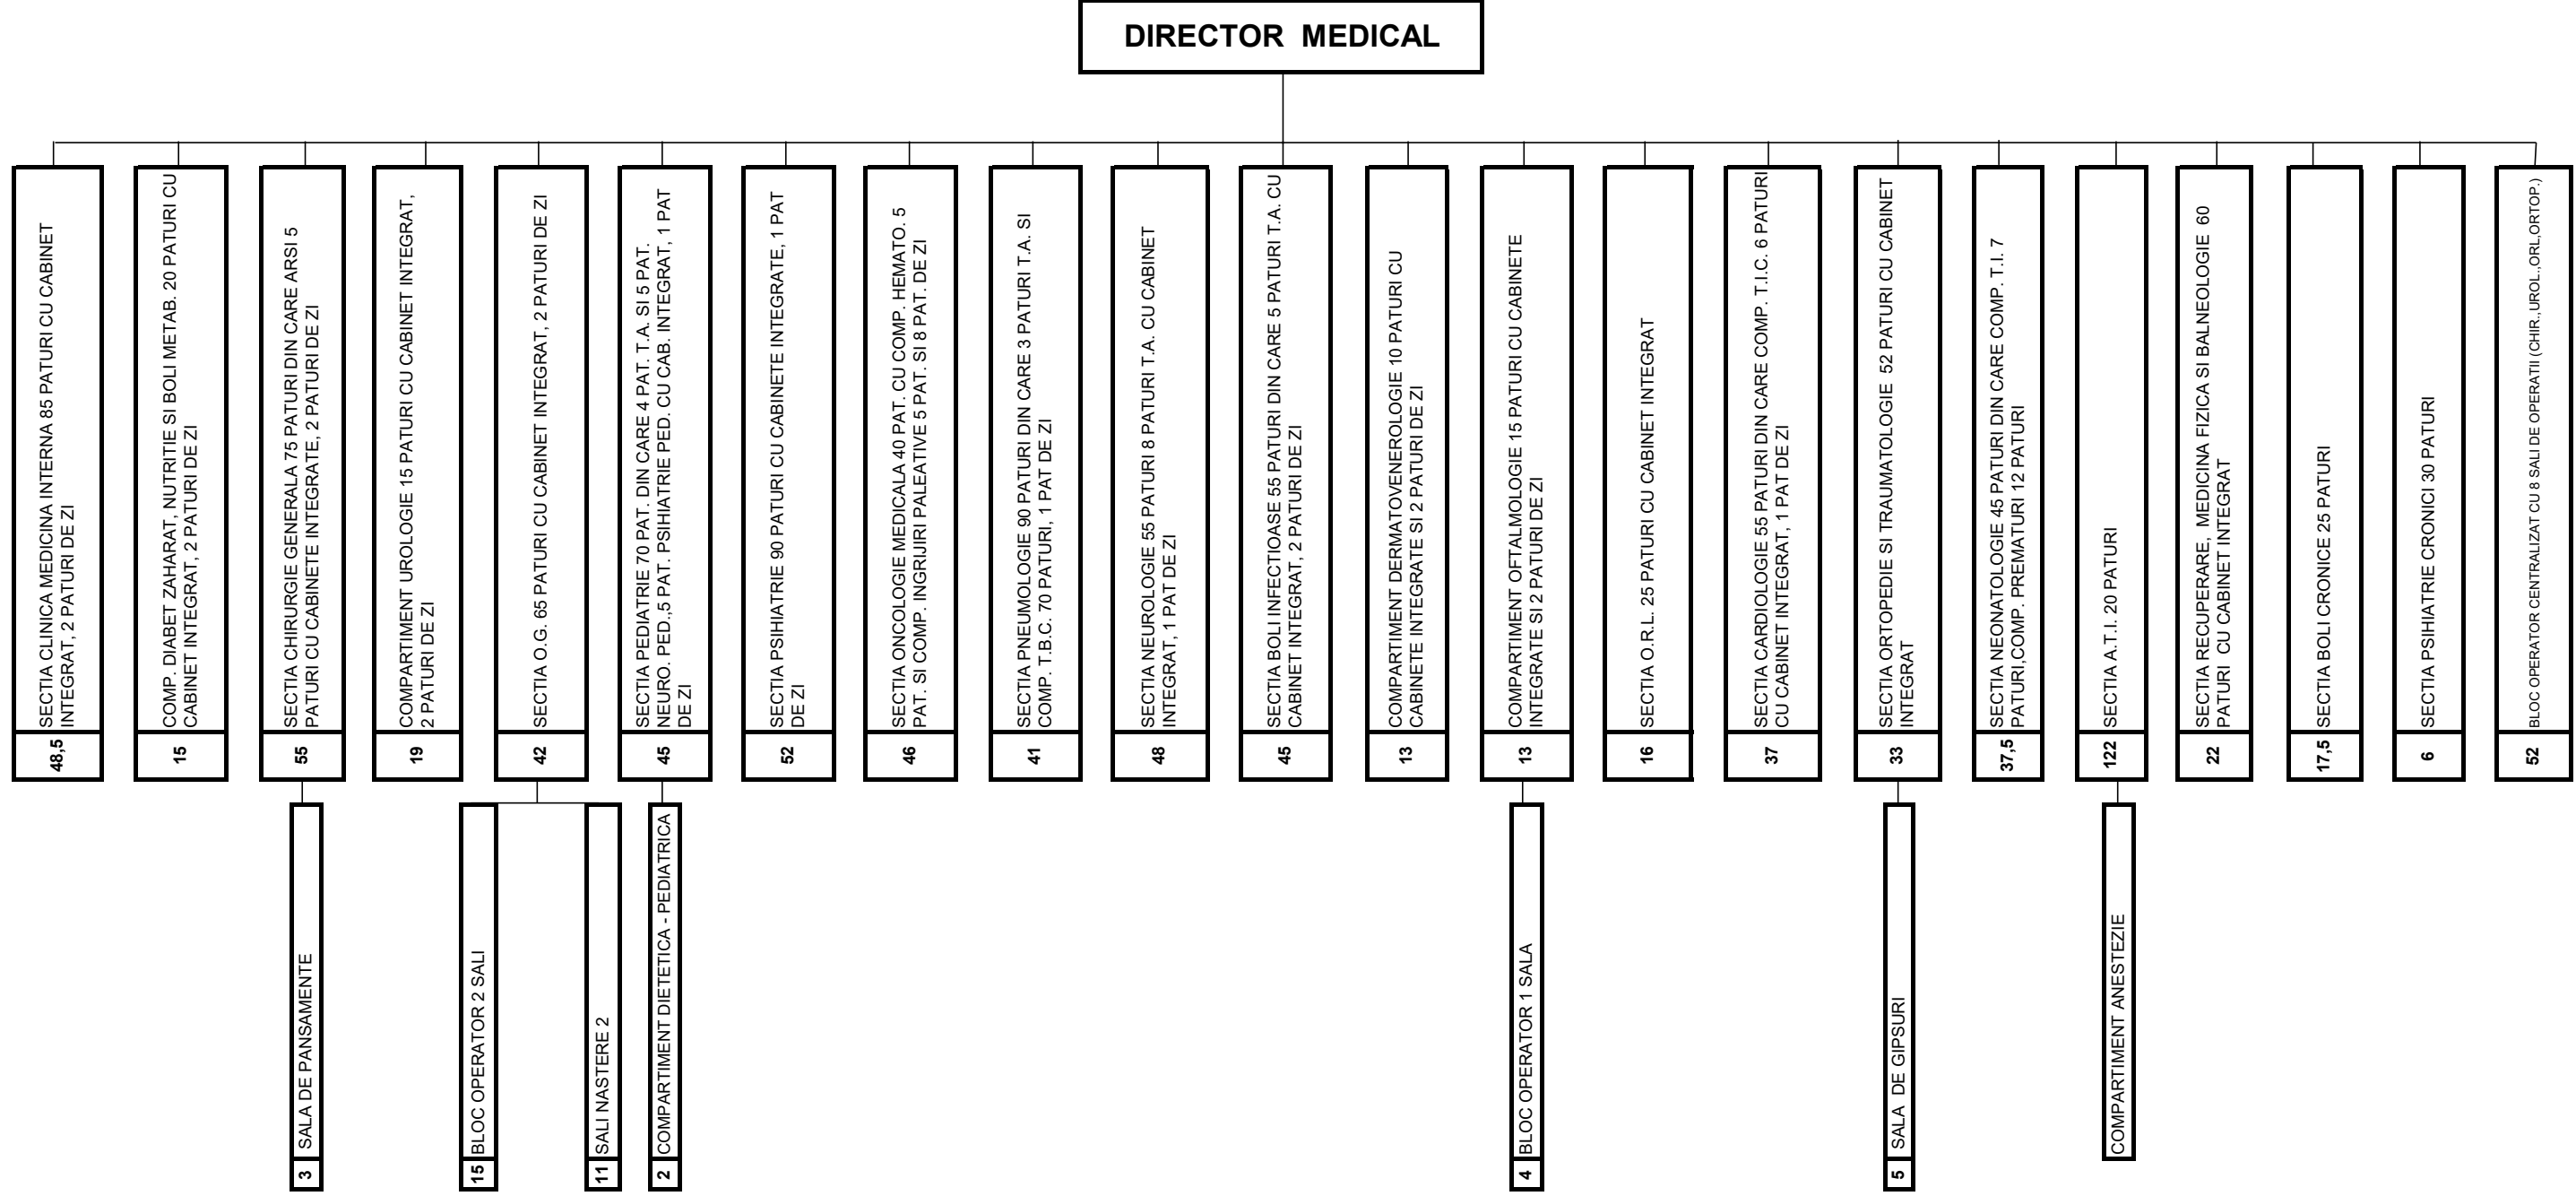 DIRECTOR MEDICAL
SECTIA CLINICA MEDICINA INTERNA 85 PATURI CU CABINET
INTEGRAT, 2 PATURI DE ZI
48,5
COMP. DIABET ZAHARAT, NUTRITIE SI BOLI METAB. 20 PATURI CU
CABINET INTEGRAT, 2 PATURI DE ZI
15
SECTIA CHIRURGIE GENERALA 75 PATURI DIN CARE ARSI 5
PATURI CU CABINETE INTEGRATE, 2 PATURI DE ZI
55
COMPARTIMENT UROLOGIE 15 PATURI CU CABINET INTEGRAT,
2 PATURI DE ZI
19
SECTIA O.G. 65 PATURI CU CABINET INTEGRAT, 2 PATURI DE ZI
42
SECTIA PEDIATRIE 70 PAT. DIN CARE 4 PAT. T.A. SI 5 PAT.
NEURO. PED.,5 PAT. PSIHIATRIE PED. CU CAB. INTEGRAT, 1 PAT
DE ZI
45
SECTIA PSIHIATRIE 90 PATURI CU CABINETE INTEGRATE, 1 PAT
DE ZI
52
SECTIA ONCOLOGIE MEDICALA 40 PAT. CU COMP. HEMATO. 5
PAT. SI COMP. INGRIJIRI PALEATIVE 5 PAT. SI 8 PAT. DE ZI
46
SECTIA PNEUMOLOGIE 90 PATURI DIN CARE 3 PATURI T.A. SI
COMP. T.B.C. 70 PATURI, 1 PAT DE ZI
41
SECTIA NEUROLOGIE 55 PATURI 8 PATURI T.A. CU CABINET
INTEGRAT, 1 PAT DE ZI
48
SECTIA BOLI INFECTIOASE 55 PATURI DIN CARE 5 PATURI T.A. CU
CABINET INTEGRAT, 2 PATURI DE ZI
45
COMPARTIMENT DERMATOVENEROLOGIE 10 PATURI CU
CABINETE INTEGRATE SI 2 PATURI DE ZI
13
COMPARTIMENT OFTALMOLOGIE 15 PATURI CU CABINETE
INTEGRATE SI 2 PATURI DE ZI
13
SECTIA O.R.L. 25 PATURI CU CABINET INTEGRAT
16
SECTIA CARDIOLOGIE 55 PATURI DIN CARE COMP. T.I.C. 6 PATURI
CU CABINET INTEGRAT, 1 PAT DE ZI
37
SECTIA ORTOPEDIE SI TRAUMATOLOGIE 52 PATURI CU CABINET
INTEGRAT
33
SECTIA NEONATOLOGIE 45 PATURI DIN CARE COMP. T.I. 7
PATURI,COMP. PREMATURI 12 PATURI
37,5
SECTIA A.T.I. 20 PATURI
122
SECTIA RECUPERARE, MEDICINA FIZICA SI BALNEOLOGIE 60
PATURI CU CABINET INTEGRAT
22
SECTIA BOLI CRONICE 25 PATURI
17,5
SECTIA PSIHIATRIE CRONICI 30 PATURI
6
BLOC OPERATOR CENTRALIZAT CU 8 SALI DE OPERATII (CHIR.,UROL.,ORL,ORTOP.)
52
3 SALA DE PANSAMENTE
15 BLOC OPERATOR 2 SALI
11 SALI NASTERE 2
2 COMPARTIMENT DIETETICA - PEDIATRICA
4 BLOC OPERATOR 1 SALA
5 SALA DE GIPSURI
COMPARTIMENT ANESTEZIE